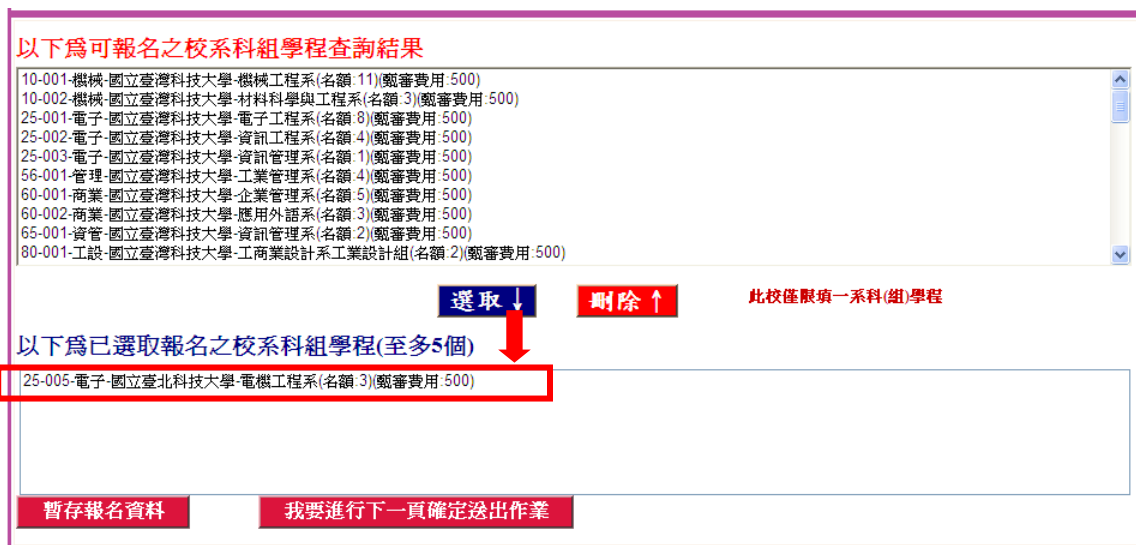 以下為可報名之校系科組學程查詢結果
10-001-機械-國立臺灣科技大學-機械工程系(名額:11)(甄審費用:500)
10-002-機械-國立臺灣科技大學-材料科學與工程系(名額:3)(甄審費用:500)
25-001-電子-國立臺灣科技大學-電子工程系(名額:8)(甄審費用:500)
25-002-電子-國立臺灣科技大學-資訊工程系(名額:4)(甄審費用:500)
25-003-電子-國立臺灣科技大學-資訊管理系(名額:1)(甄審費用:500)
56-001-管理-國立臺灣科技大學-工業管理系(名額:4)(甄審費用:500)
60-001-商業-國立臺灣科技大學-企業管理系(名額:5)(甄審費用:500)
60-002-商業-國立臺灣科技大學-應用外語系(名額:3)(甄審費用:500)
65-001-資管-國立臺灣科技大學-資訊管理系(名額:2)(甄審費用:500)
80-001-工設-國立臺灣科技大學-工商業設計系工業設計組(名額:2)(甄審費用:500)
選取↓ 刪除↑ 此校僅限填一系科(組)學程
以下為已選取報名之校系科組學程(至多5個)
25-005-電子-國立臺北科技大學-電機工程系(名額:3)(甄審費用:500)
暫存報名資料 我要進行下一頁確定送出作業